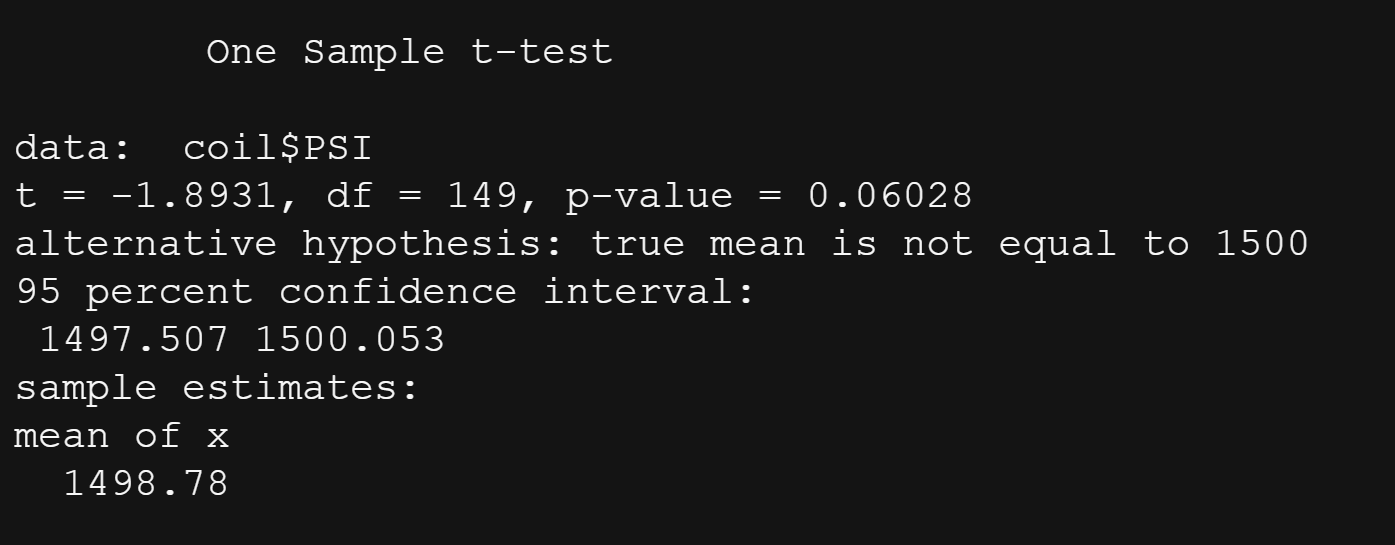 One Sample t-test
data:  coil$PSI
t = -1.8931, df = 149, p-value = 0.06028
alternative hypothesis: true mean is not equal to 1500
95 percent confidence interval:
1497.507 1500.053
sample estimates:
mean of x
1498.78